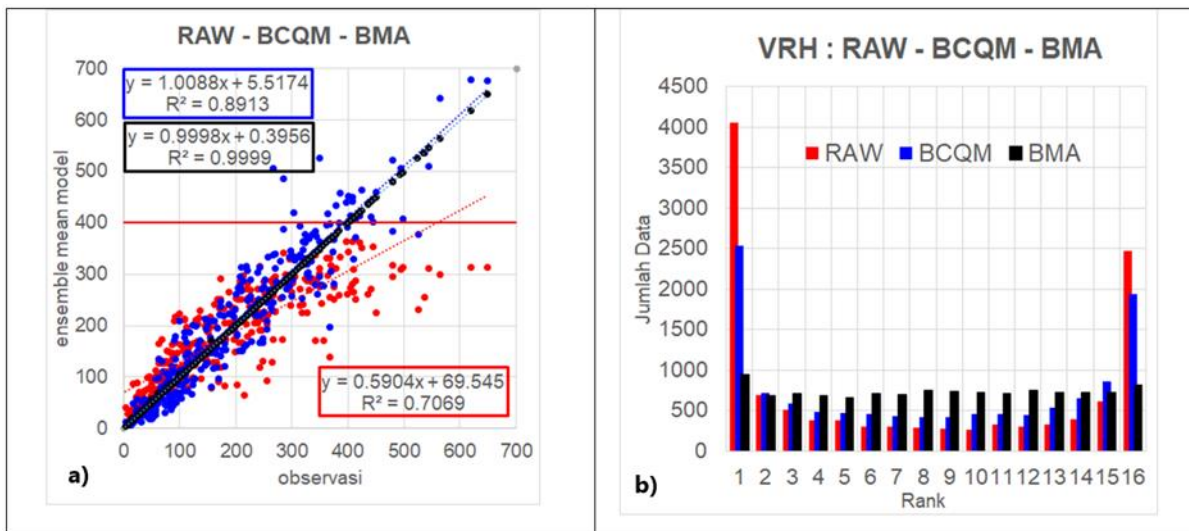 RAW - BCQM - BMA
700
600
500
400
300
200
100
0
y = 1.0088x + 5.5174
R² = 0.8913
y = 0.9998x + 0.3956
R² = 0.9999
y = 0.5904x + 69.545
R² = 0.7069
ensemble mean model
0 100 200 300 400 500 600 700
observasi
a)
VRH : RAW - BCQM - BMA
4500
4000
3500
3000
2500
2000
1500
1000
500
0
RAW BCQM BMA
Jumlah Data
1 2 3 4 5 6 7 8 9 10 11 12 13 14 15 16
Rank
b)